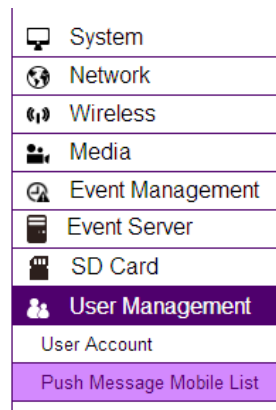 System
Network
Wireless
Media
Event Management
Event Server
SD Card
User Management
User Account
Push Message Mobile List